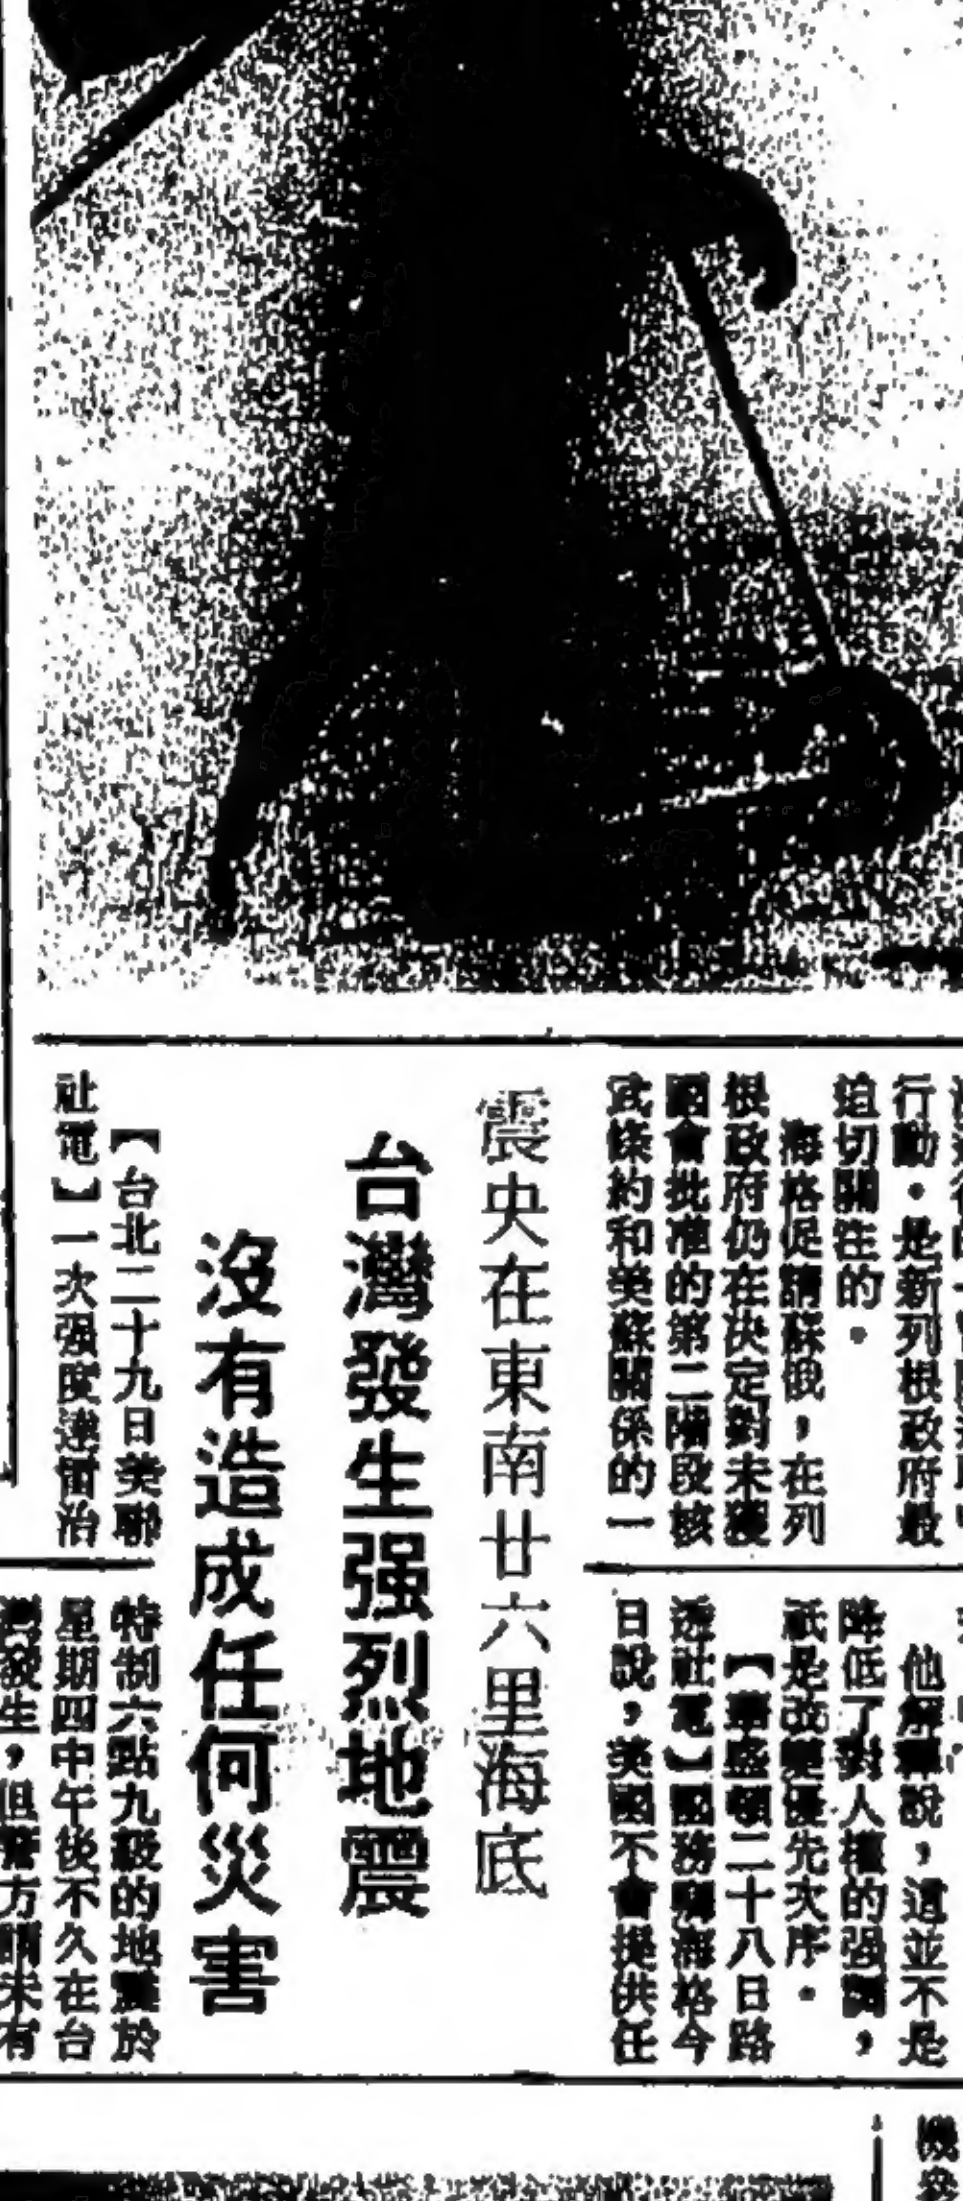 行動。是新列根政府最
迫切關注的。
海格促請蘇俄，在列
根政府仍在決定對未獲
國會批准的第二階段核
武條約和美蘇關係的一
他解釋說，這並不是
降低了對人權的强調，
祇是改變優先次序。
【華盛頓二十八日路
透社電】國務卿海格今
日說，美國不會提供任
震央在東南廿六里海底
台灣發生强烈地震
沒有造成任何災害
【台北二十九日美聯
社電】一次强度達雷治
特制六點九級的地震於
星期四中午後不久在台
灣發生，但警方謂未有